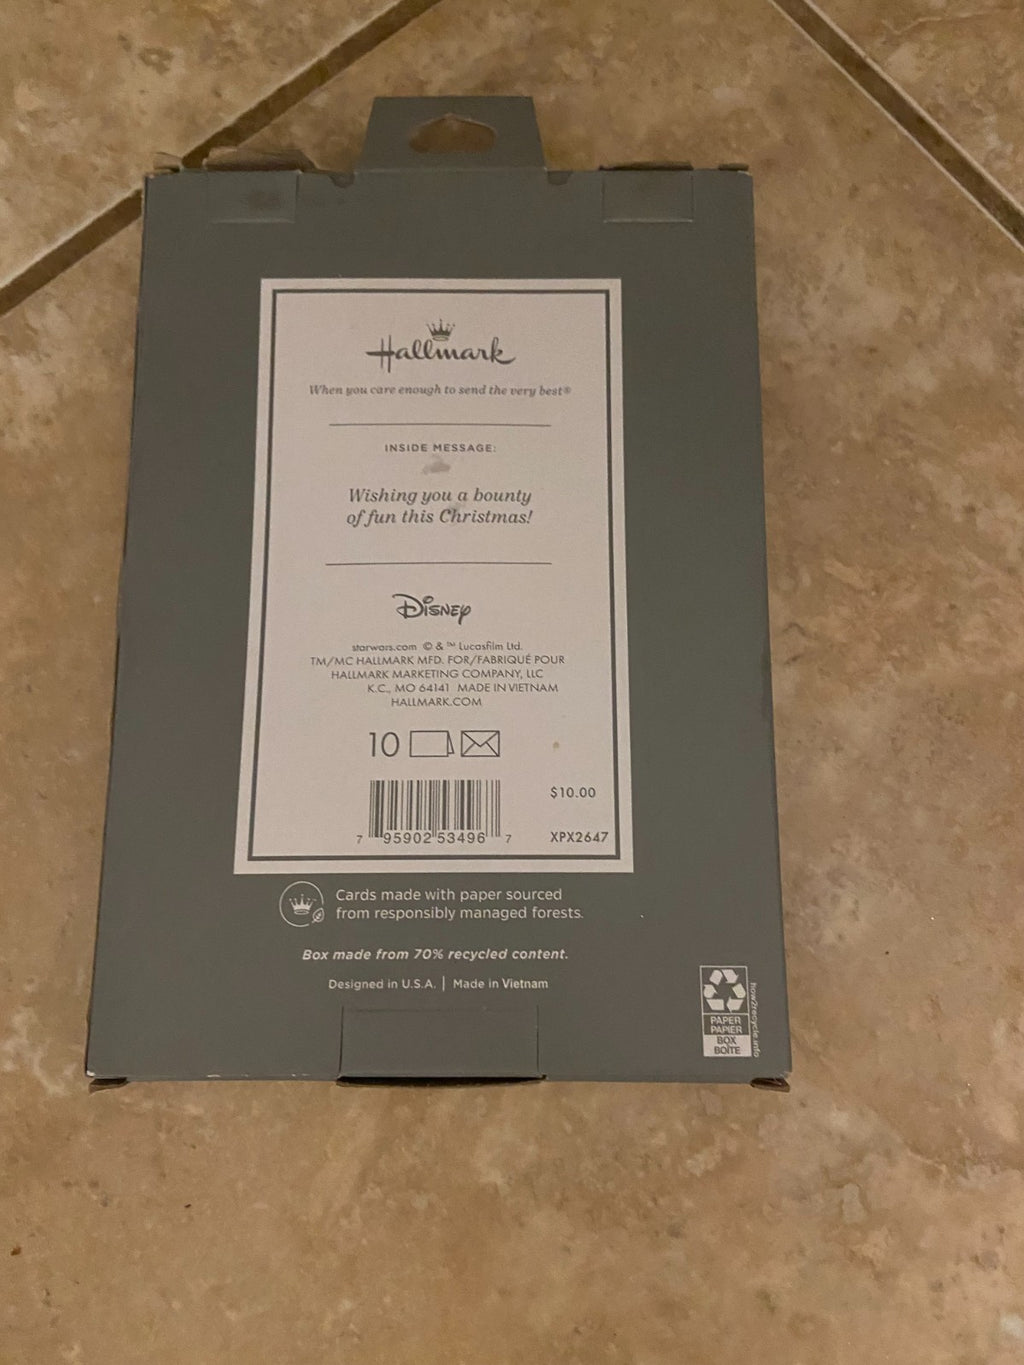 Hallmark
When you care enough to send the very best®
INSIDE MESSAGE:
Wishing you a bounty
of fun this Christmas!
Disney
starwars.com © & ™ Lucasfilm Ltd.
TM/MC HALLMARK MFD. FOR/FABRIQUÉ POUR
HALLMARK MARKETING COMPANY, LLC
K.C., MO 64141 MADE IN VIETNAM
HALLMARK.COM
10
$10.00
7 95902 53496 7
XPX2647
Cards made with paper sourced
from responsibly managed forests.
Box made from 70% recycled content.
Designed in U.S.A. | Made in Vietnam
PAPER
PAPIER
BOX
BOÎTE
how2recycle.info